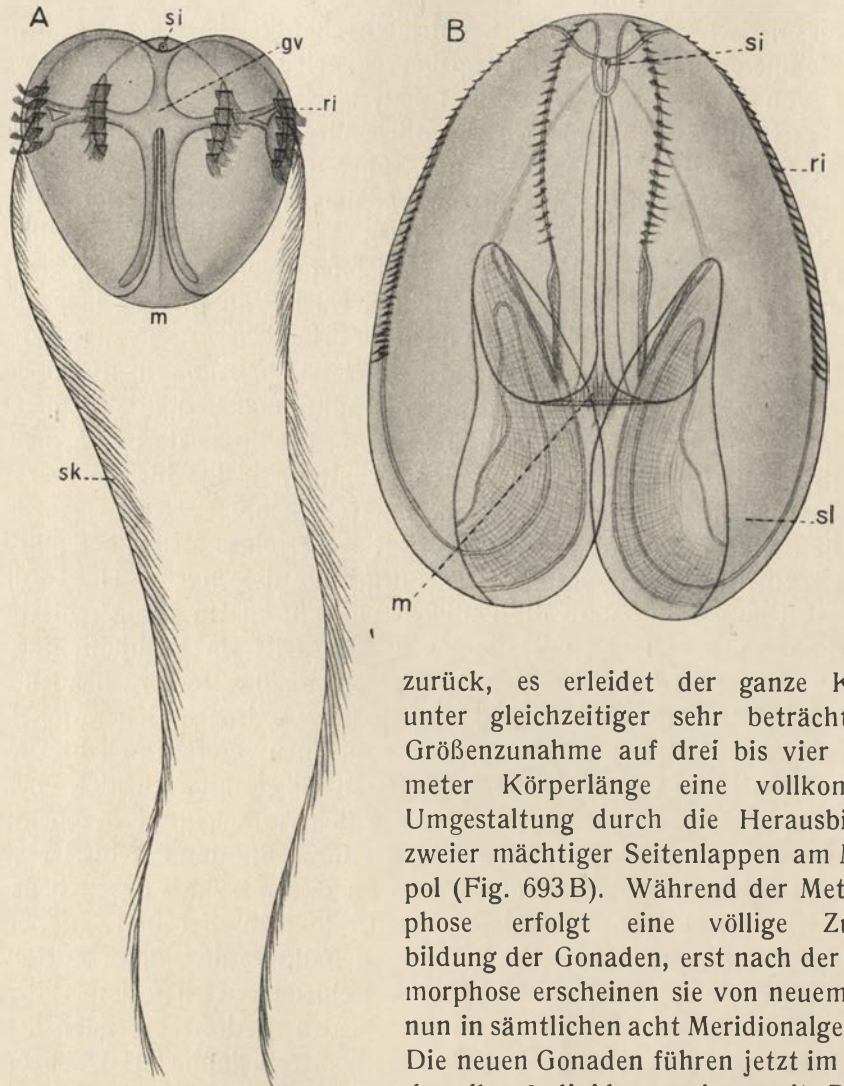 A
si
gv
ri
sk
m
B
si
ri
sl
m
zurück, es erleidet der ganze K
unter gleichzeitiger sehr beträcht
Größenzunahme auf drei bis vier
meter Körperlänge eine vollkom
Umgestaltung durch die Herausbi
zweier mächtiger Seitenlappen am M
pol (Fig. 693B). Während der Met
phose erfolgt eine völlige Zu
bildung der Gonaden, erst nach der
morphose erscheinen sie von neuem
nun in sämtlichen acht Meridionalge
Die neuen Gonaden führen jetzt im